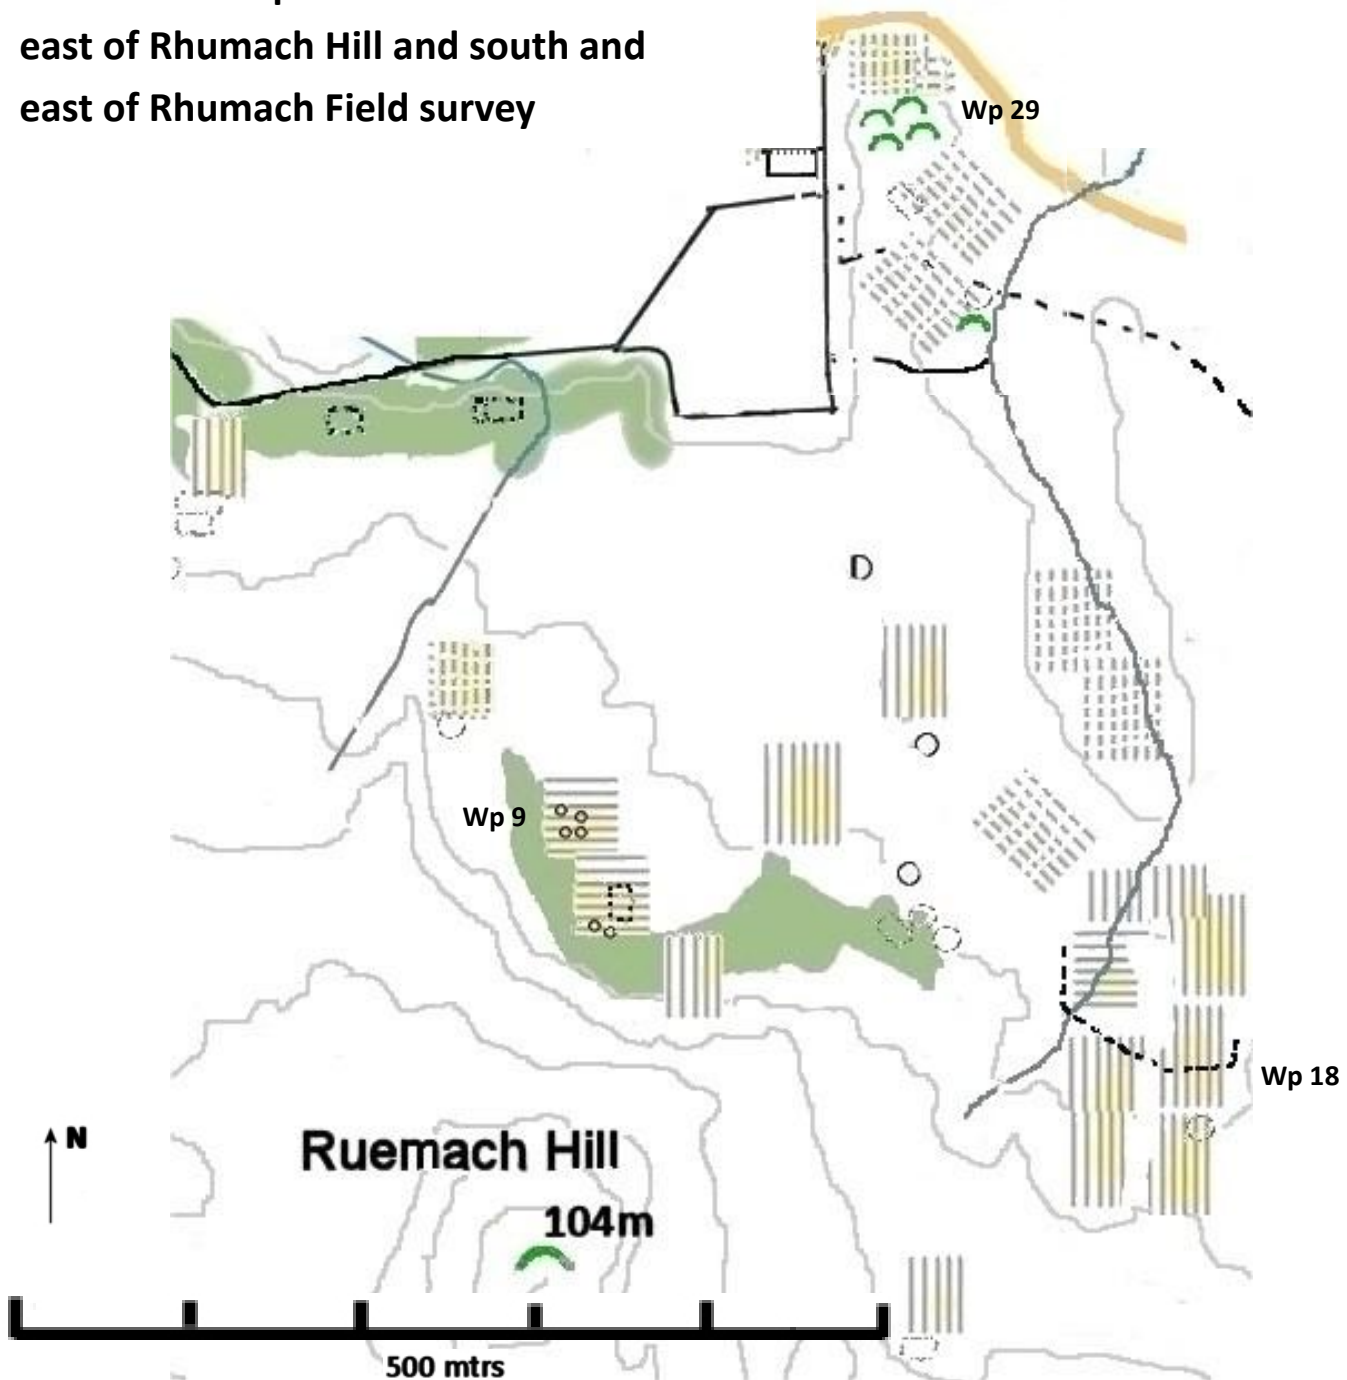 east of Rhumach Hill and south and
east of Rhumach Field survey
Wp 29
D
Wp 9
Wp 18
N
Ruemach Hill
104m
500 mtrs